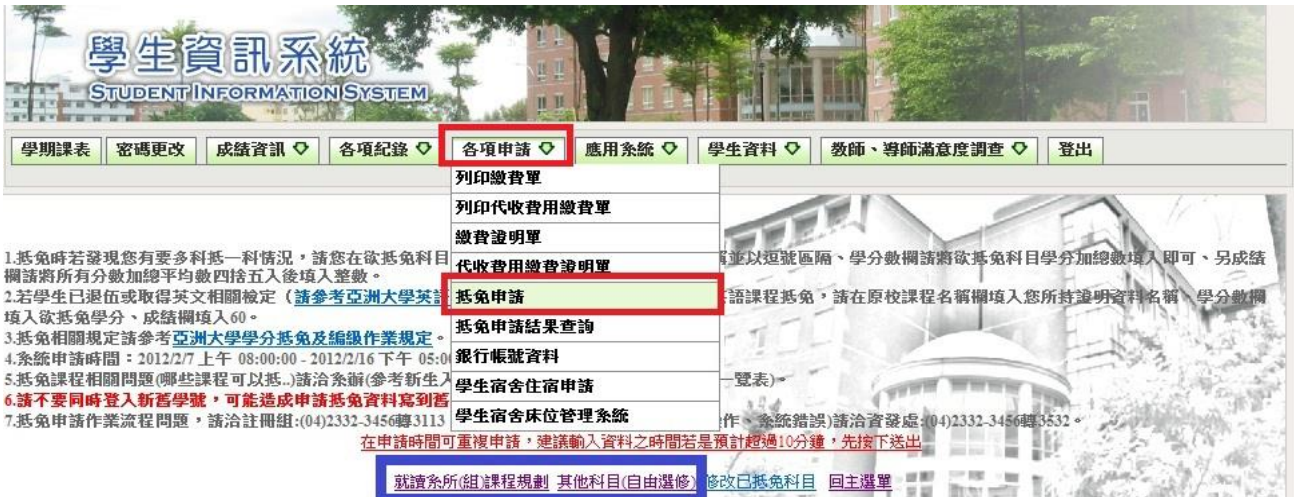 學生資訊系統
STUDENT INFORMATION SYSTEM
學期課表 密碼更改 成績資訊 各項紀錄 各項申請 應用系統 學生資料 教師、導師滿意度調查 登出
列印繳費單
列印代收費用繳費單
繳費證明單
代收費用繳費證明單
抵免申請
抵免申請結果查詢
銀行帳號資料
學生宿舍住宿申請
學生宿舍床位管理系統
1.抵免時若發現您有要多科抵一科情況,請您在欲抵免科目 並以逗號區隔、學分數欄請將欲抵免科目學分加總數填入即可、另成績
欄請將所有分數加總平均數四捨五入後填入整數。
2.若學生已退伍或取得英文相關檢定(請參考亞洲大學英語 語課程抵免,請在原校課程名稱欄填入您所持證明資料名稱、學分數欄
填入欲抵免學分、成績欄填入60。
3.抵免相關規定請參考亞洲大學學分抵免及編級作業規定。
4.系統申請時間:2012/2/7 上午 08:00:00 - 2012/2/16 下午 05:00
5.抵免課程相關問題(哪些課程可以抵..)請洽系辦(參考新生入 一覽表)。
6.請不要同時登入新舊學號,可能造成申請抵免資料寫到舊
7.抵免申請作業流程問題,請洽註冊組:(04)2332-3456轉3113 作、系統錯誤)請洽資發處:(04)2332-3456轉3532。
在申請時間可重複申請,建議輸入資料之時間若是預計超過10分鐘,先按下送出
就讀系所(組)課程規劃 其他科目(自由選修) 修改已抵免科目 回主選單